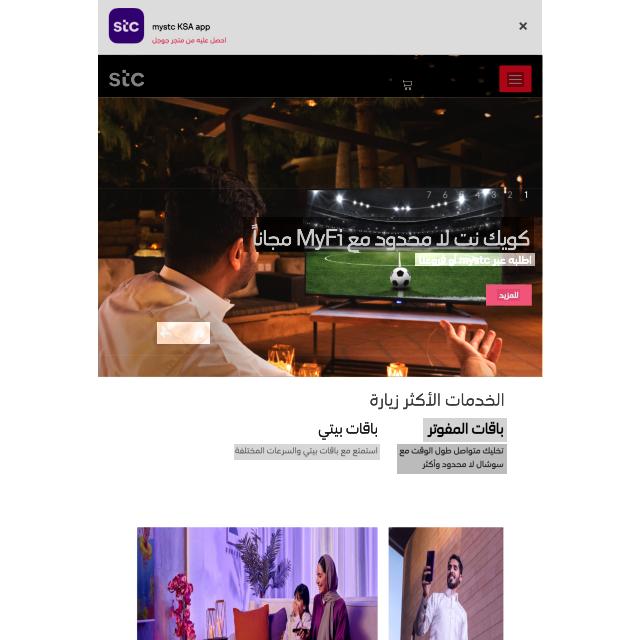 stc
mystc KSA app
احصل عليه من متجر جوجل
stc
7 6 5 4 3 2 1
كويك نت لا محدود مع MyFi مجاناً
اطلبه عبر mystc أو فروعنا
للمزيد
الخدمات الأكثر زيارة
باقات المفوتر
تخليك متواصل طول الوقت مع
سوشال لا محدود وأكثر
باقات بيتي
استمتع مع باقات بيتي والسرعات المختلفة